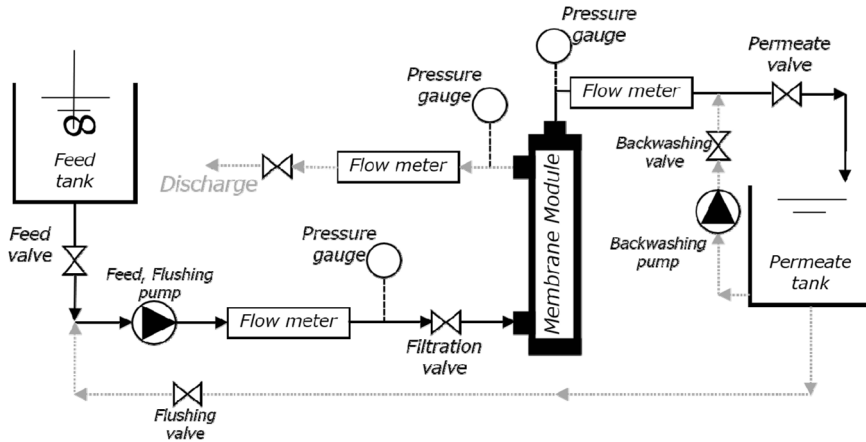 Pressure
gauge
Permeate
valve
Pressure
gauge
Flow meter
Feed
tank
Backwashing
valve
Flow meter
Discharge
Membrane Module
Feed
valve
Pressure
gauge
Backwashing
pump
Permeate
tank
Feed, Flushing
pump
Flow meter
Filtration
valve
Flushing
valve